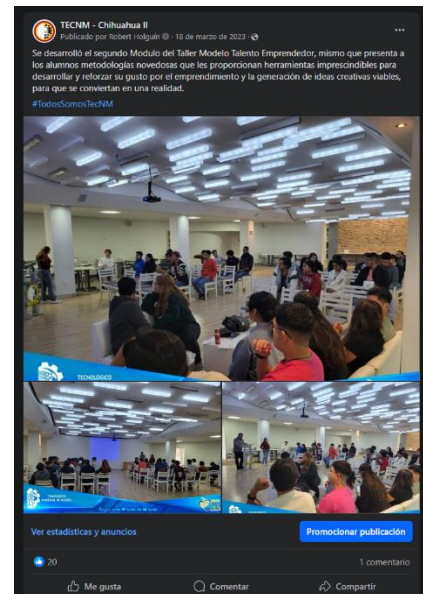 TECNM - Chihuahua II
Publicado por Robert Holguín · 18 de marzo de 2023 ·
Se desarrolló el segundo Modulo del Taller Modelo Talento Emprendedor, mismo que presenta a
los alumnos metodologías novedosas que les proporcionan herramientas imprescindibles para
desarrollar y reforzar su gusto por el emprendimiento y la generación de ideas creativas viables,
para que se conviertan en una realidad.
#TodosSomosTecNM
TECNOLÓGICO
Ver estadísticas y anuncios
Promocionar publicación
20
1 comentario
Me gusta
Comentar
Compartir